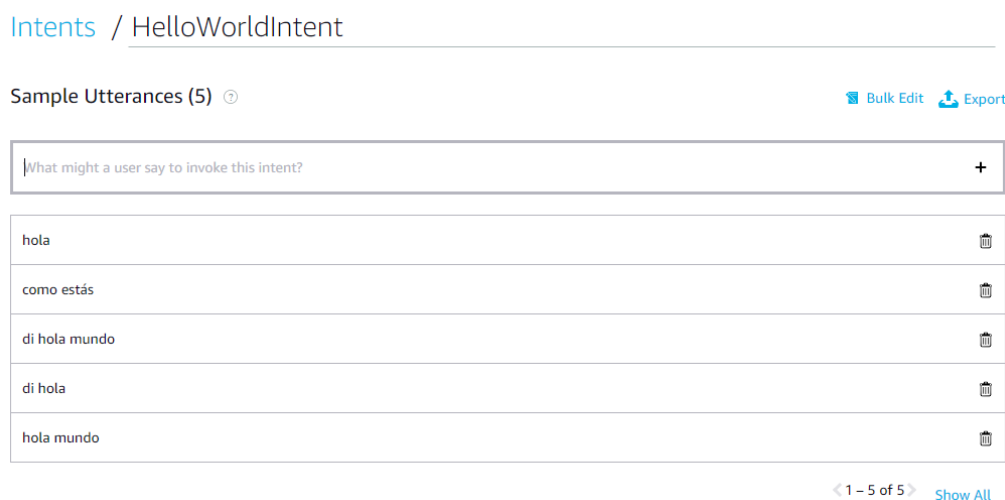 Intents / HelloWorldIntent
Sample Utterances (5) ?
Bulk Edit Export
What might a user say to invoke this intent?
hola
como estás
di hola mundo
di hola
hola mundo
< 1 – 5 of 5 > Show All